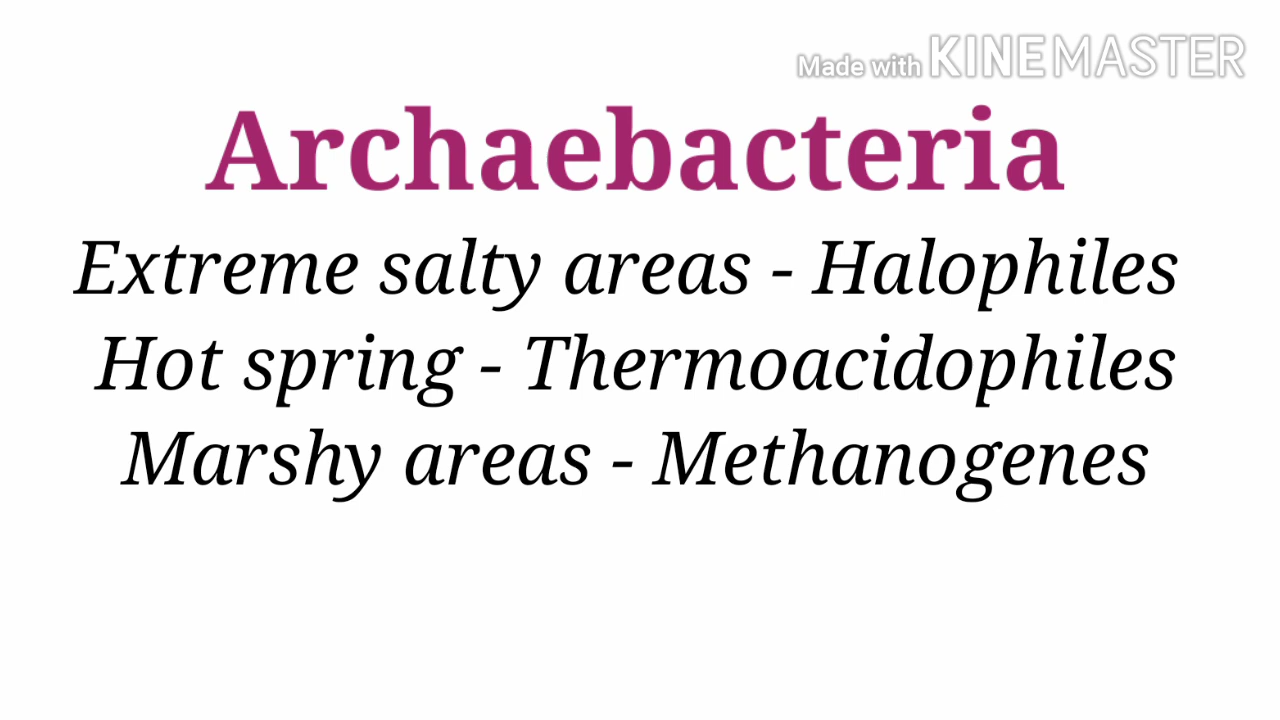 Made with KINEMASTER
Archaebacteria
Extreme salty areas - Halophiles
Hot spring - Thermoacidophiles
Marshy areas - Methanogenes